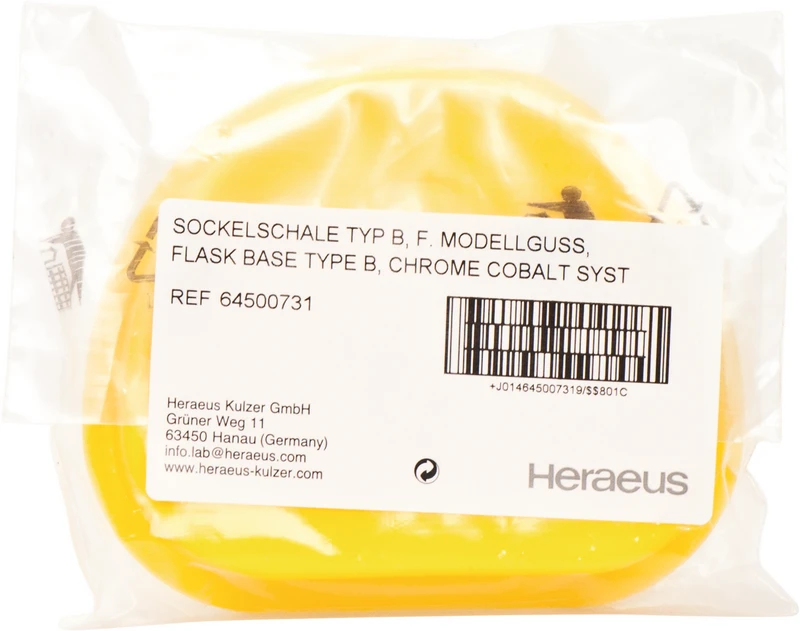 SOCKELSCHALE TYP B, F. MODELLGUSS,
FLASK BASE TYPE B, CHROME COBALT SYST
REF 64500731
+J014645007319/$$801C
Heraeus Kulzer GmbH
Grüner Weg 11
63450 Hanau (Germany)
info.lab@heraeus.com
www.heraeus-kulzer.com
Heraeus